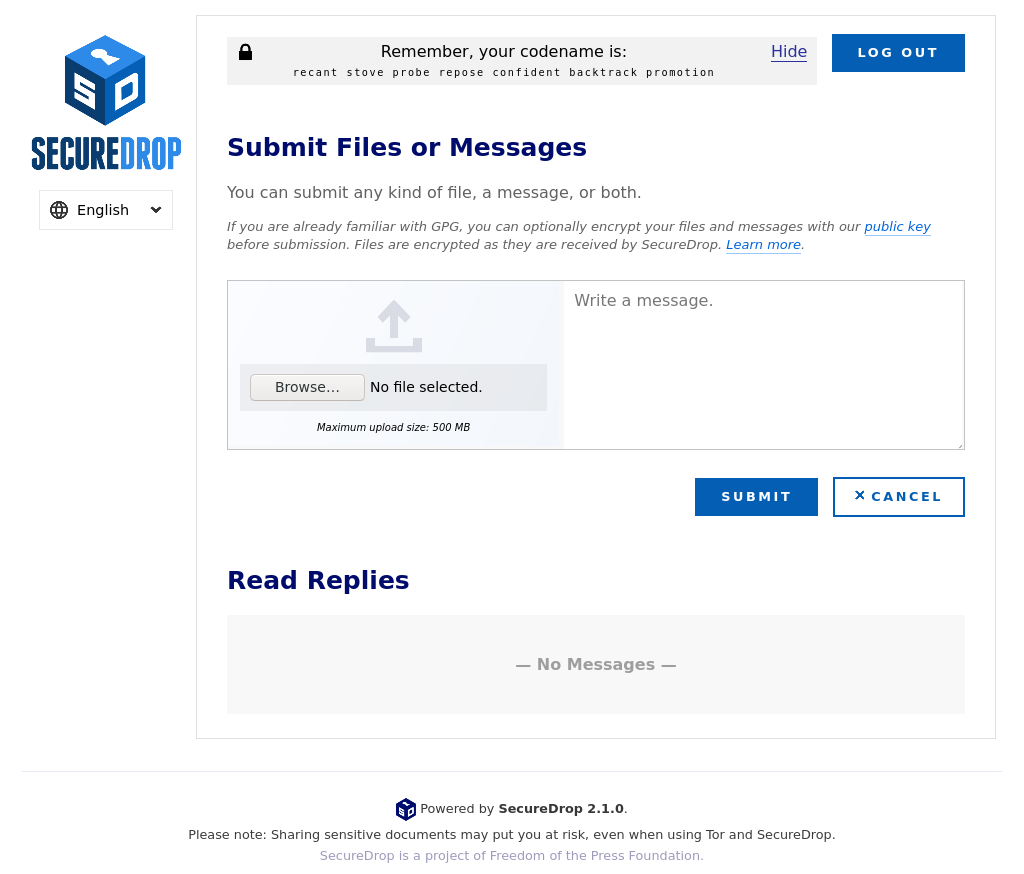 SECUREDROP
English
Remember, your codename is:
Hide
recant stove probe repose confident backtrack promotion
LOG OUT
Submit Files or Messages
You can submit any kind of file, a message, or both.
If you are already familiar with GPG, you can optionally encrypt your files and messages with our public key
before submission. Files are encrypted as they are received by SecureDrop. Learn more.
Write a message.
Browse...
No file selected.
Maximum upload size: 500 MB
SUBMIT
✕ CANCEL
Read Replies
— No Messages —
Powered by SecureDrop 2.1.0.
Please note: Sharing sensitive documents may put you at risk, even when using Tor and SecureDrop.
SecureDrop is a project of Freedom of the Press Foundation.